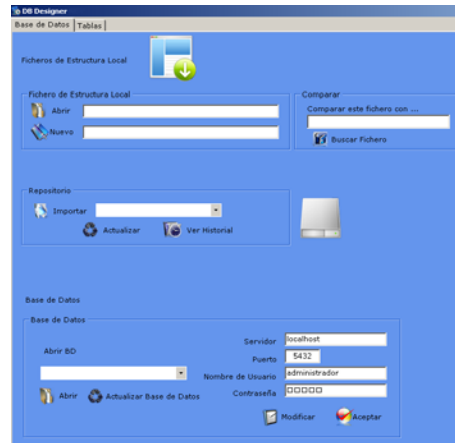 DB Designer
Base de Datos Tablas
Ficheros de Estructura Local
Fichero de Estructura Local
Abrir
Nuevo
Comparar
Comparar este fichero con ...
Buscar Fichero
Repositorio
Importar
Actualizar Ver Historial
Base de Datos
Base de Datos
Abrir BD
Abrir Actualizar Base de Datos
Servidor localhost
Puerto 5432
Nombre de Usuario administrador
Contraseña
Modificar Aceptar